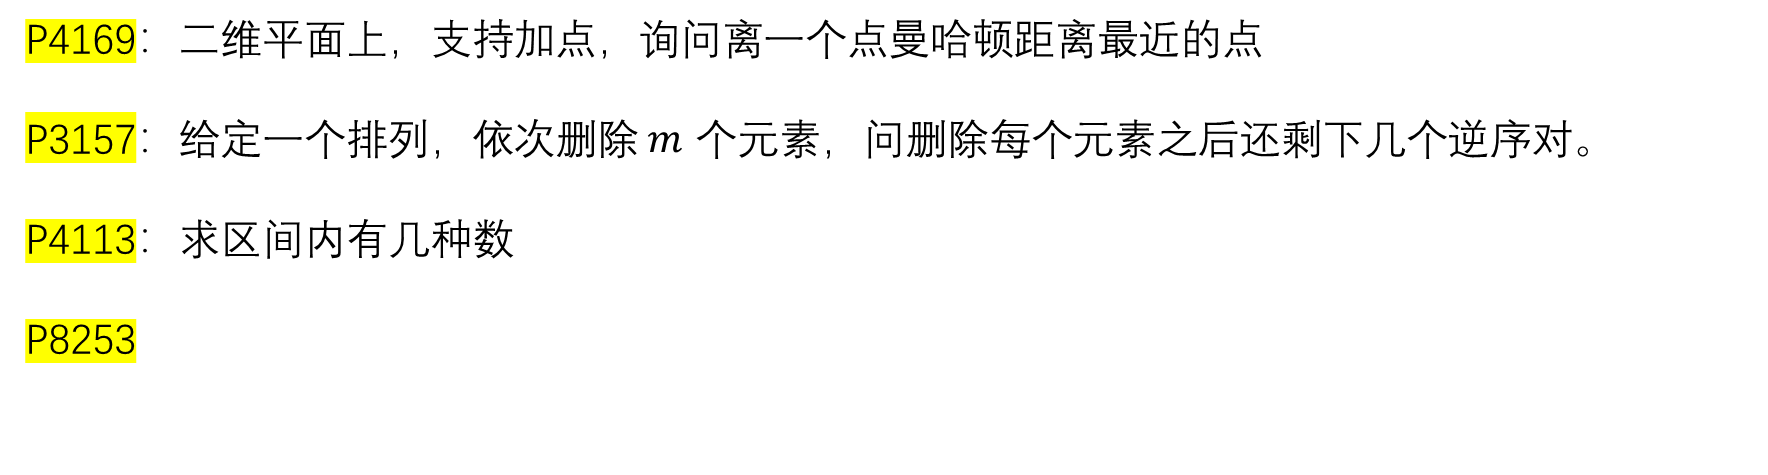 P4169：二维平面上，支持加点，询问离一个点曼哈顿距离最近的点
P3157：给定一个排列，依次删除 m 个元素，问删除每个元素之后还剩下几个逆序对。
P4113：求区间内有几种数
P8253